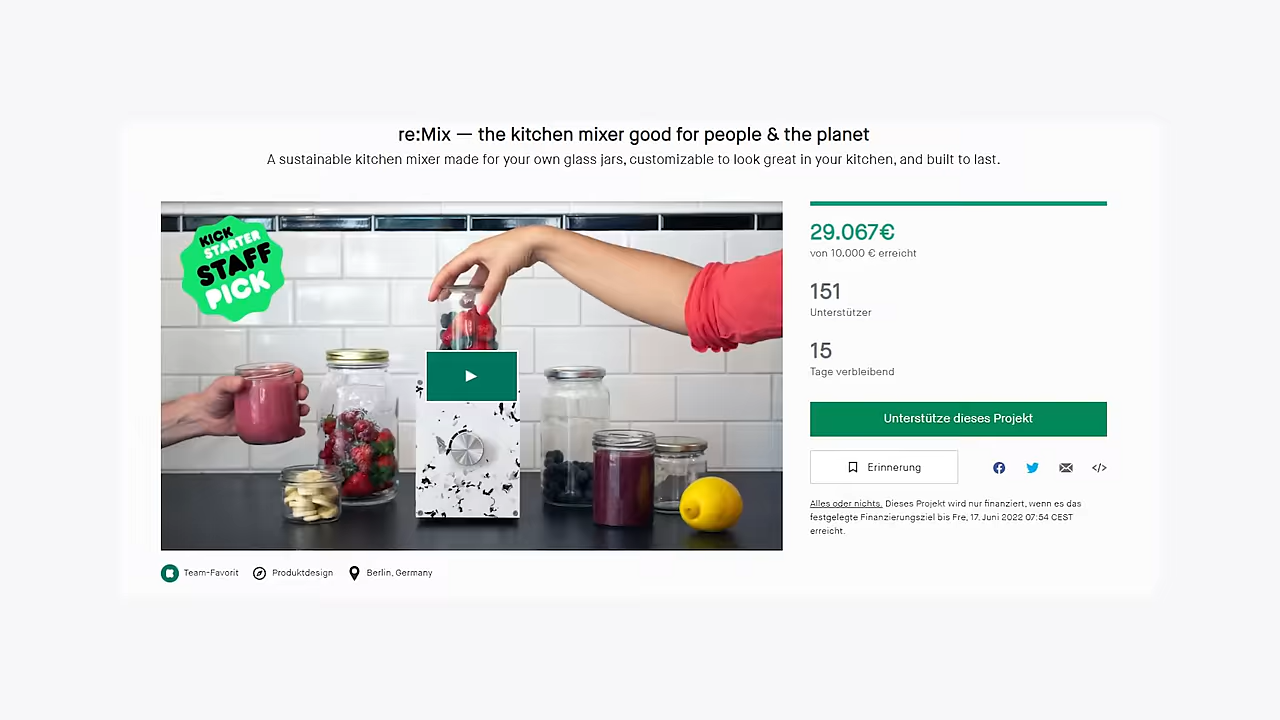 re:Mix — the kitchen mixer good for people & the planet
A sustainable kitchen mixer made for your own glass jars, customizable to look great in your kitchen, and built to last.
KICK
STARTER
STAFF
PICK
29.067€
von 10.000 € erreicht
151
Unterstützer
15
Tage verbleibend
Unterstütze dieses Projekt
Erinnerung
Alles oder nichts. Dieses Projekt wird nur finanziert, wenn es das
festgelegte Finanzierungsziel bis Fre, 17. Juni 2022 07:54 CEST
erreicht.
Team-Favorit
Produktdesign
Berlin, Germany